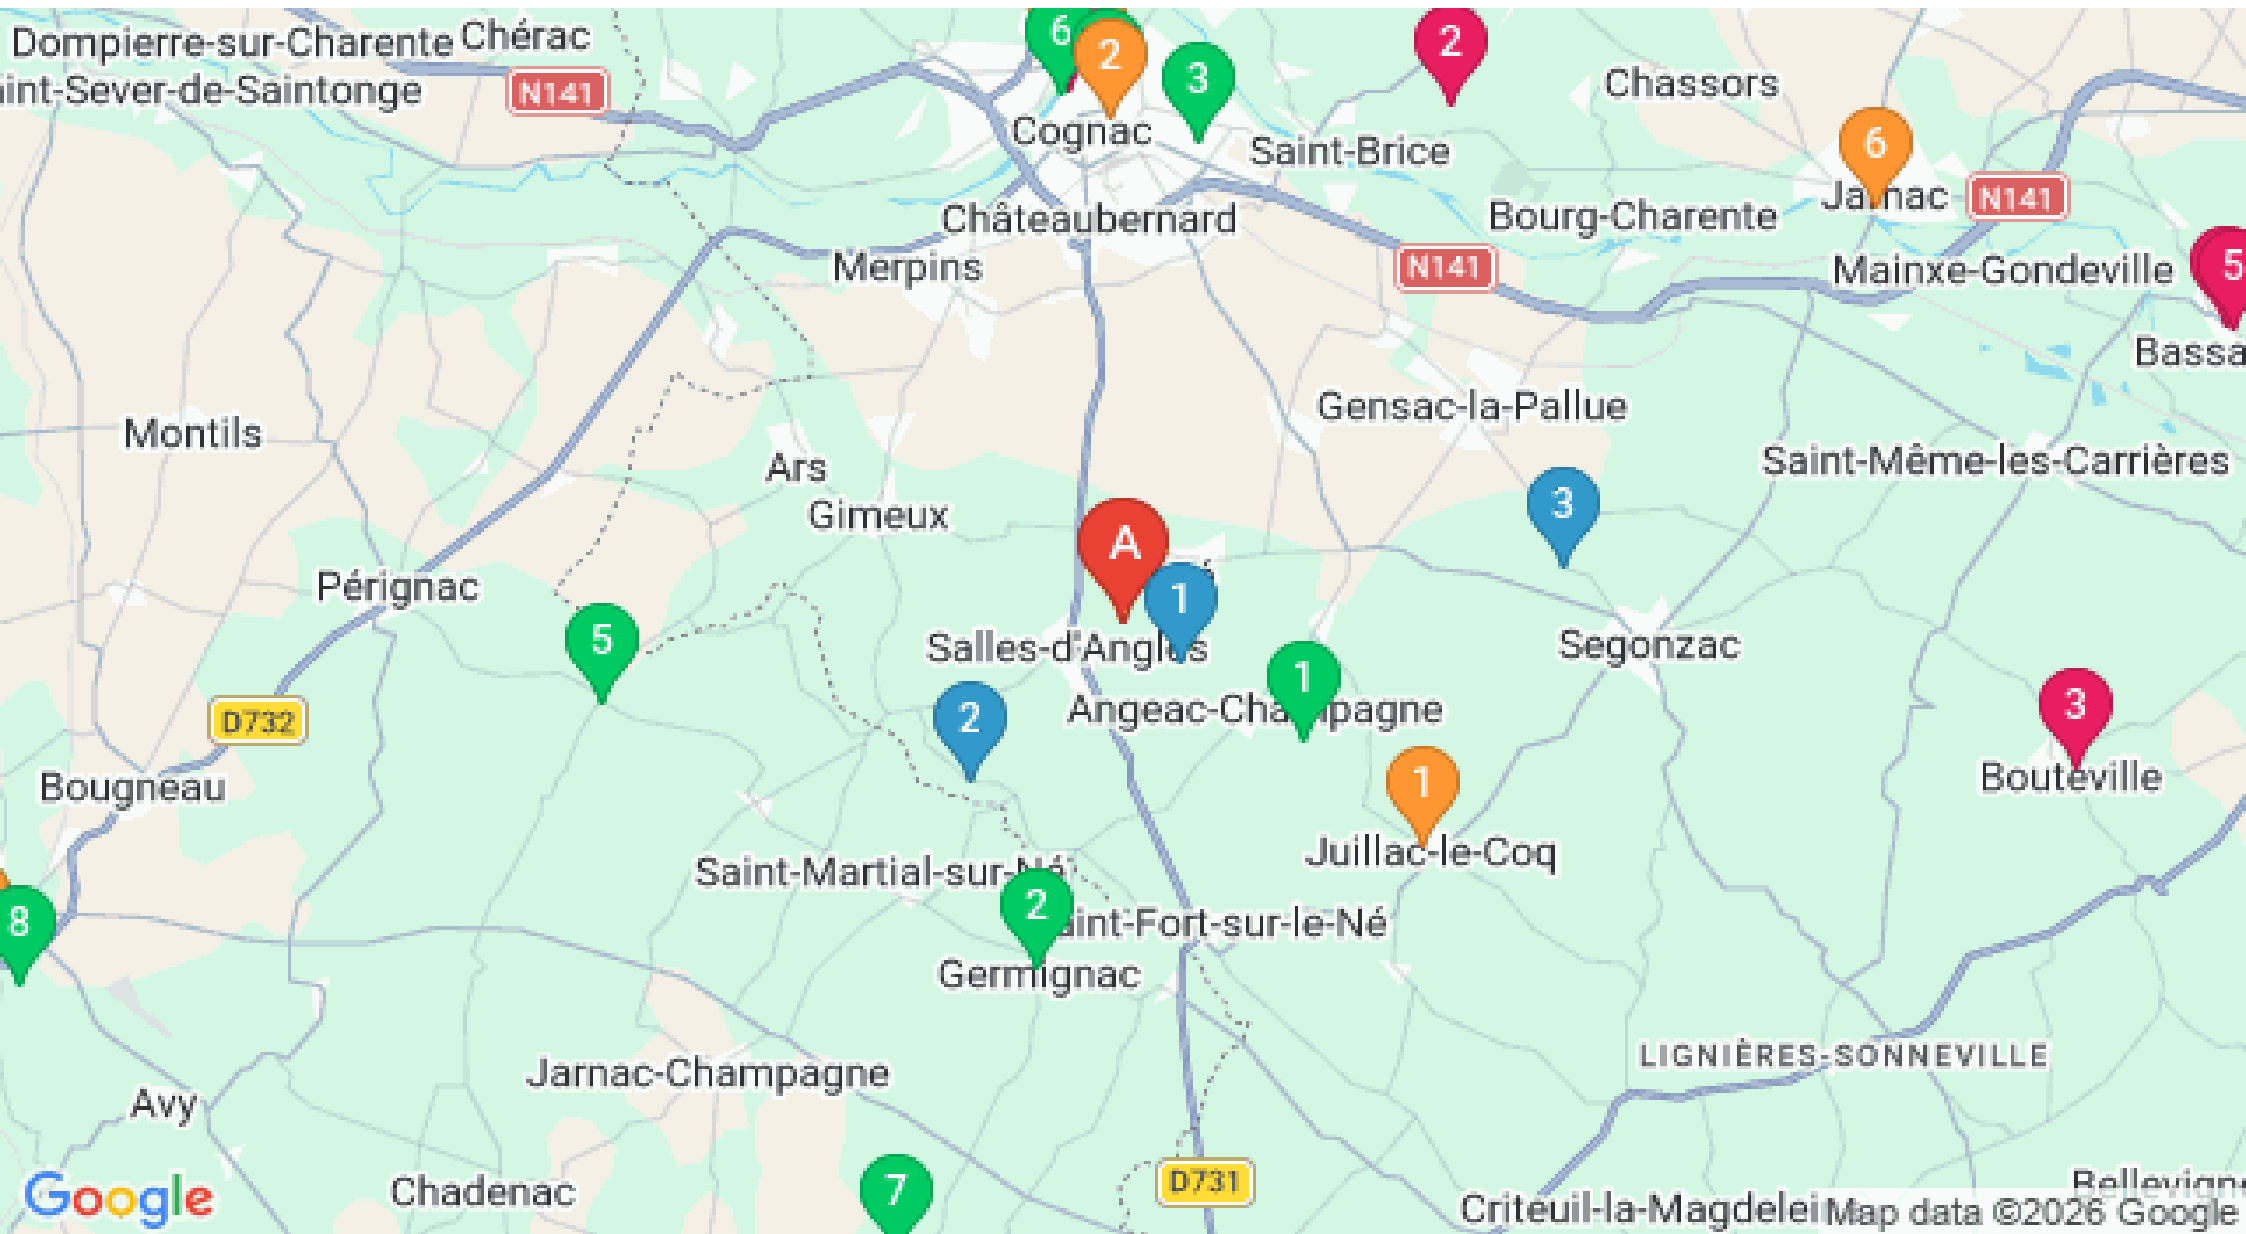 Dompierre-sur-Charente
Chérac
6
2
3
2
int-Sever-de-Saintonge
N141
Chassors
Cognac
Saint-Brice
6
Jarnac
N141
Châteaubernard
Bourg-Charente
Merpins
N141
Mainxe-Gondeville
5
Bassa
Montils
Gensac-la-Pallue
Ars
Saint-Même-les-Carrières
Gimeux
3
A
Pérignac
1
5
Salles-d'Angles
Segonzac
1
D732
2
Angeac-Champagne
3
Bougneau
1
Bouteville
Saint-Martial-sur-Né
Juillac-le-Coq
8
2
aint-Fort-sur-le-Né
Germignac
Jarnac-Champagne
LIGNIÈRES-SONNEVILLE
Avy
Google
Chadenac
7
D731
Bellevigne
Criteuil-la-Magdelei
Map data ©2026 Google